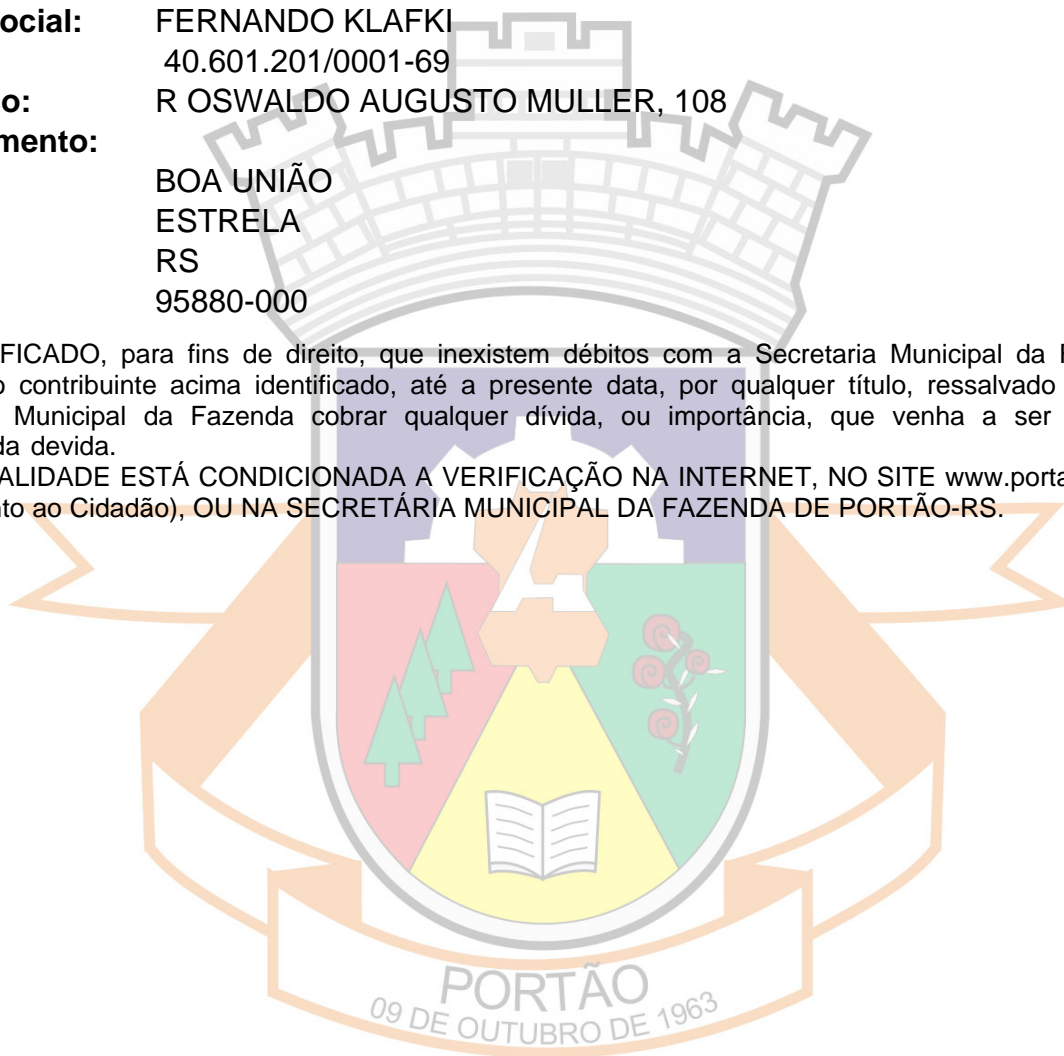 ocial: FERNANDO KLAFKI
40.601.201/0001-69
o: R OSWALDO AUGUSTO MULLER, 108
mento:
BOA UNIÃO
ESTRELA
RS
95880-000
FICADO, para fins de direito, que inexistem débitos com a Secretaria Municipal da
o contribuinte acima identificado, até a presente data, por qualquer título, ressalvado
Municipal da Fazenda cobrar qualquer dívida, ou importância, que venha a ser
da devida.
ALIDADE ESTÁ CONDICIONADA A VERIFICAÇÃO NA INTERNET, NO SITE www.porta
to ao Cidadão), OU NA SECRETÁRIA MUNICIPAL DA FAZENDA DE PORTÃO-RS.
PORTÃO
09 DE OUTUBRO DE 1963